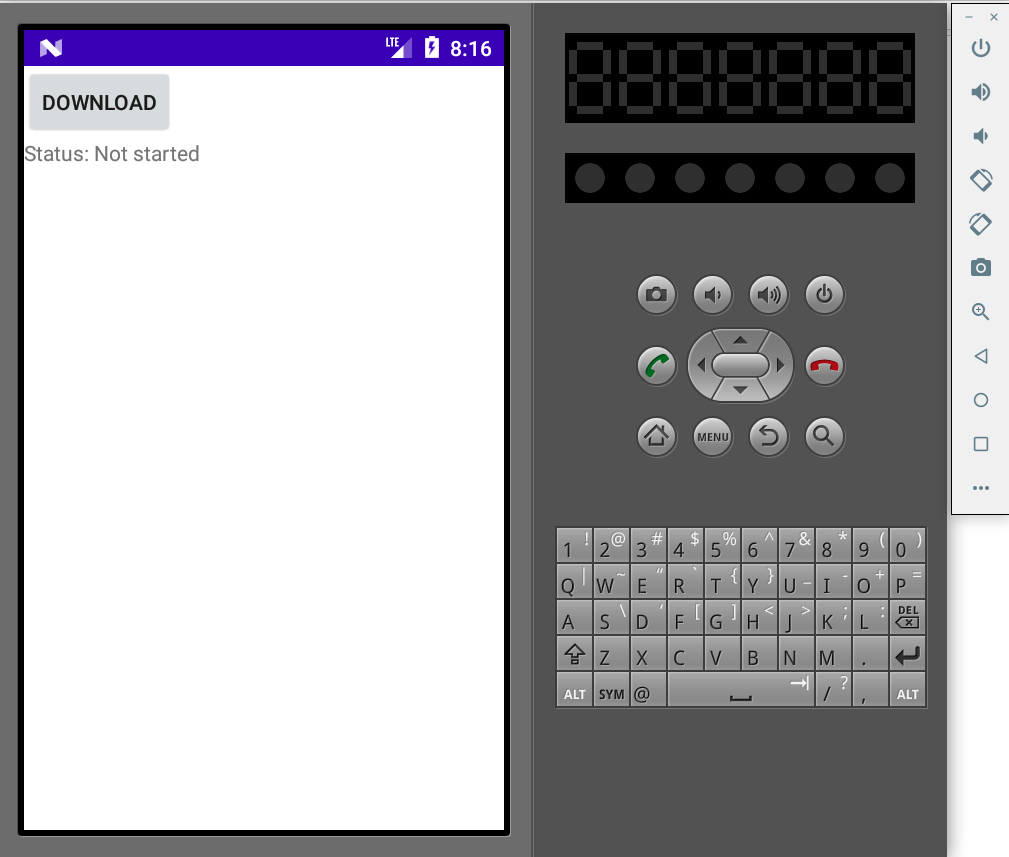 LTE 8:16
DOWNLOAD
Status: Not started
MENU
1 ! 2 @ 3 # 4 $ 5 % 6 ^ 7 & 8 * 9 ( 0 )
Q | W ~ E “ R ` T { Y } U _ I - O + P =
A S \ D ‘ F [ G ] H < J > K ; L : DEL
Z X C V B N M .
ALT SYM @ / ? , ALT